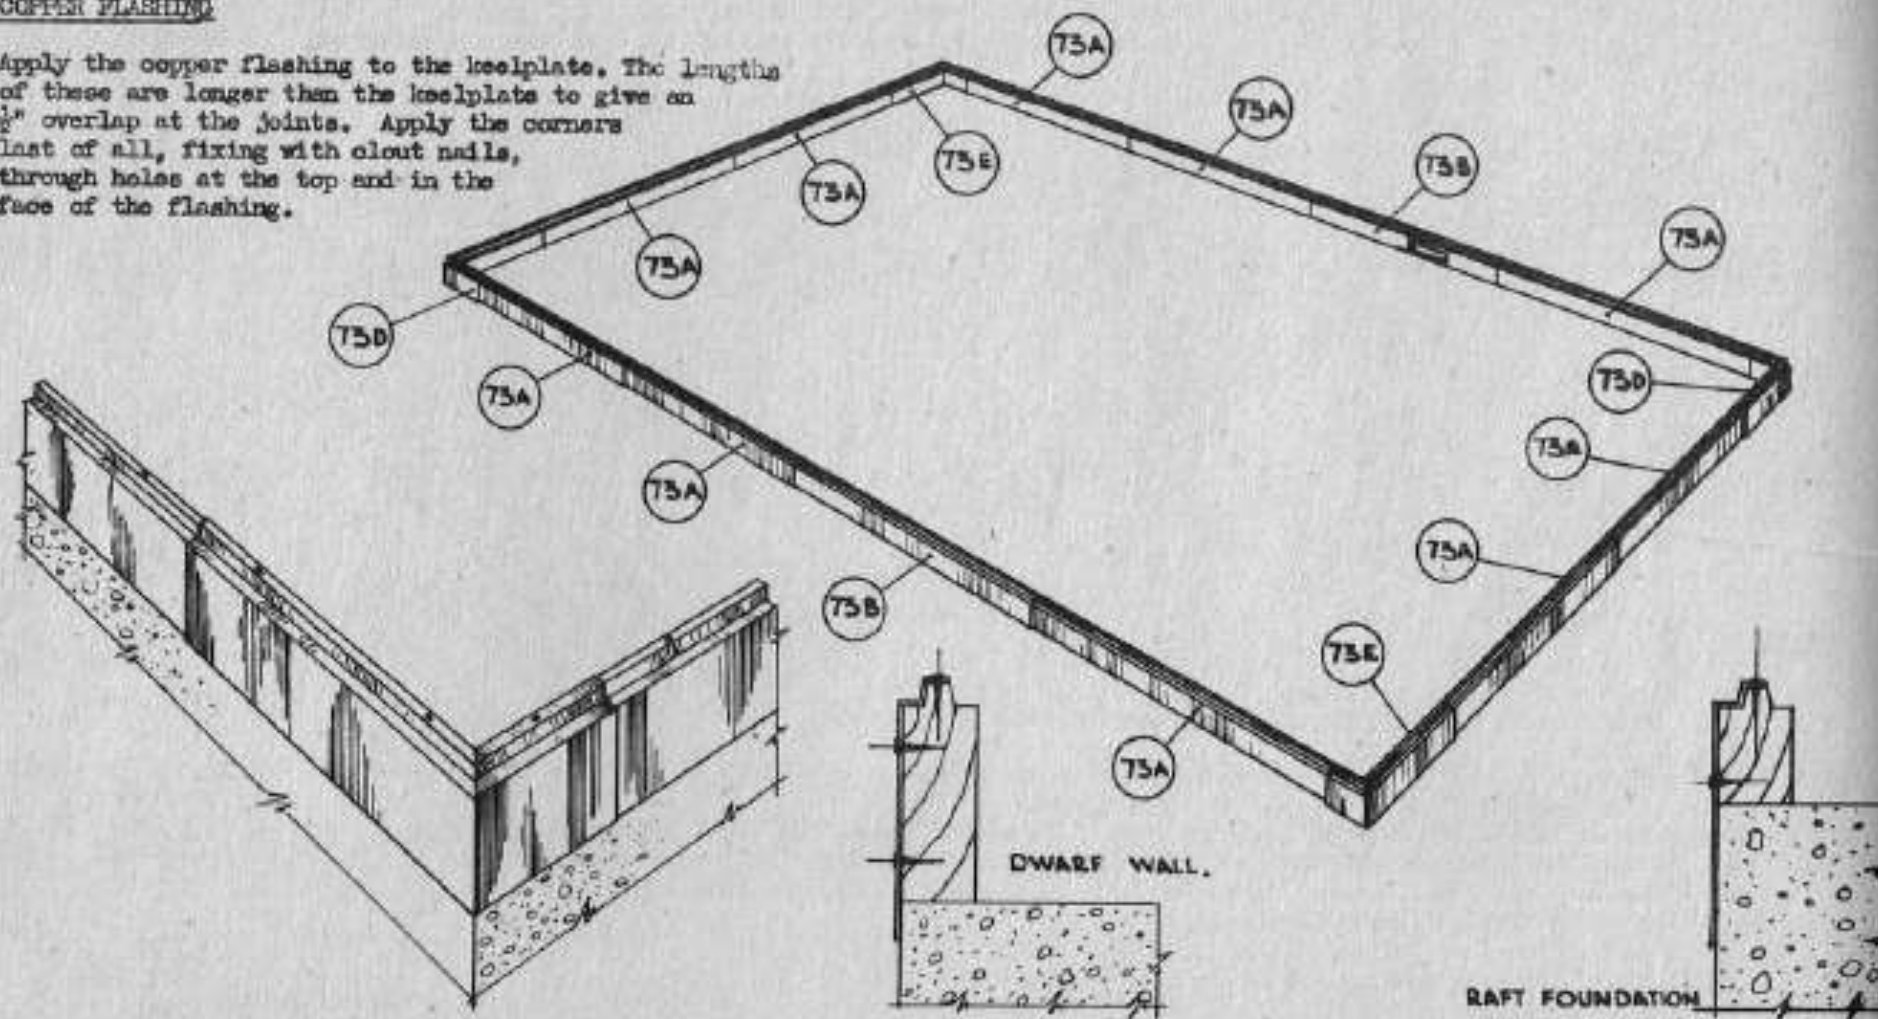 COPPER FLASHING
Apply the copper flashing to the keelplate. The lengths
of these are longer than the keelplate to give an
½" overlap at the joints. Apply the corners
last of all, fixing with clout nails,
through holes at the top and in the
face of the flashing.
73A
73A
73E
73A
73B
73A
73A
73A
73D
73D
73A
73A
73A
73A
73B
73E
73A
DWARF WALL.
RAFT FOUNDATION